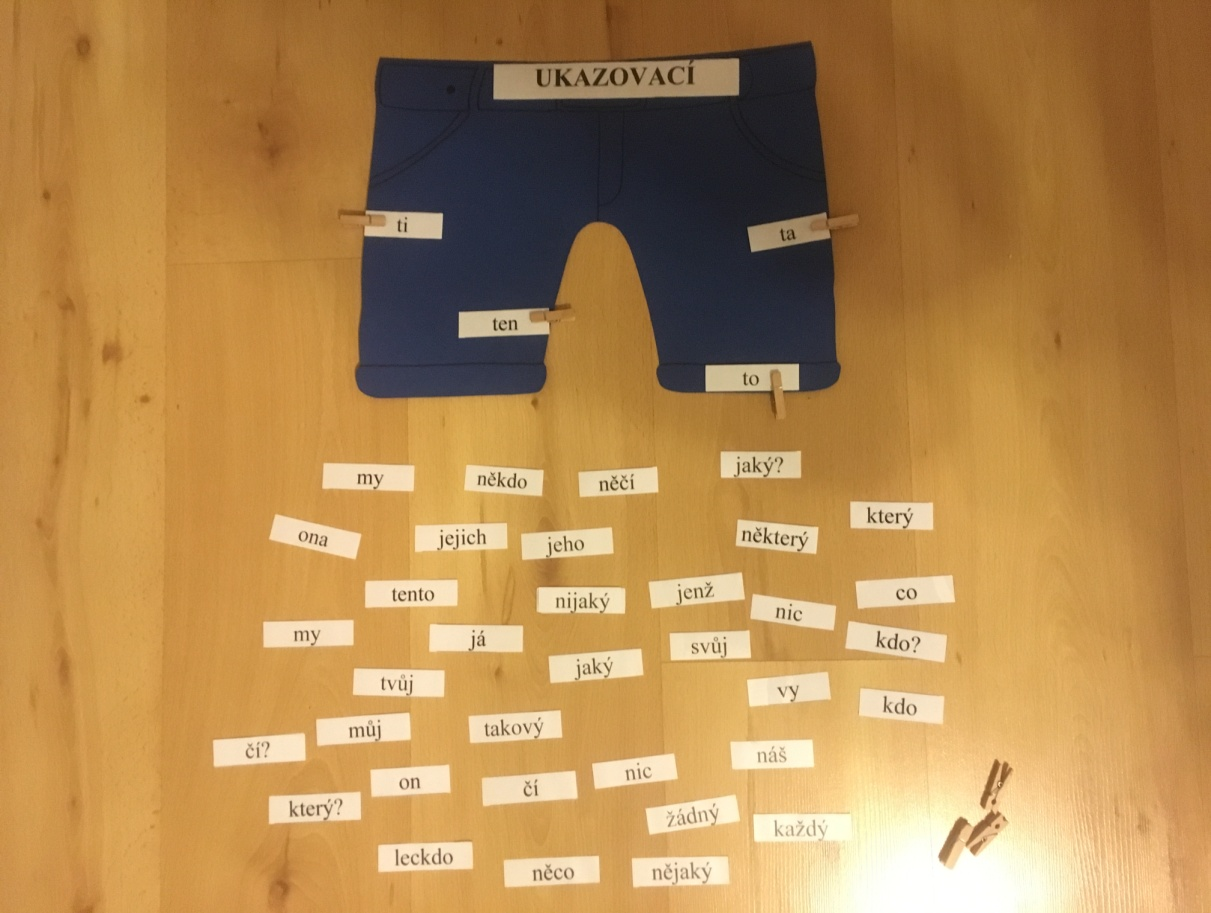 UKAZOVACÍ
ti
ta
ten
to
my
někdo
něčí
jaký?
ona
jejich
jeho
některý
který
tento
nijaký
jenž
nic
co
my
já
jaký
svůj
kdo?
tvůj
vy
kdo
čí?
můj
takový
náš
který?
on
čí
nic
žádný
každý
leckdo
něco
nějaký